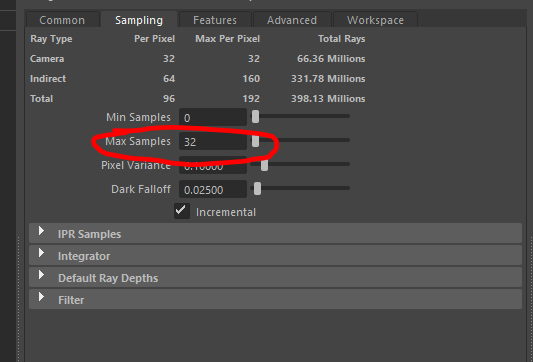 Common Sampling Features Advanced Workspace
Ray Type Per Pixel Max Per Pixel Total Rays
Camera 32 32 66.36 Millions
Indirect 64 160 331.78 Millions
Total 96 192 398.13 Millions
Min Samples 0
Max Samples 32
Pixel Variance 0.10000
Dark Falloff 0.02500
Incremental
IPR Samples
Integrator
Default Ray Depths
Filter